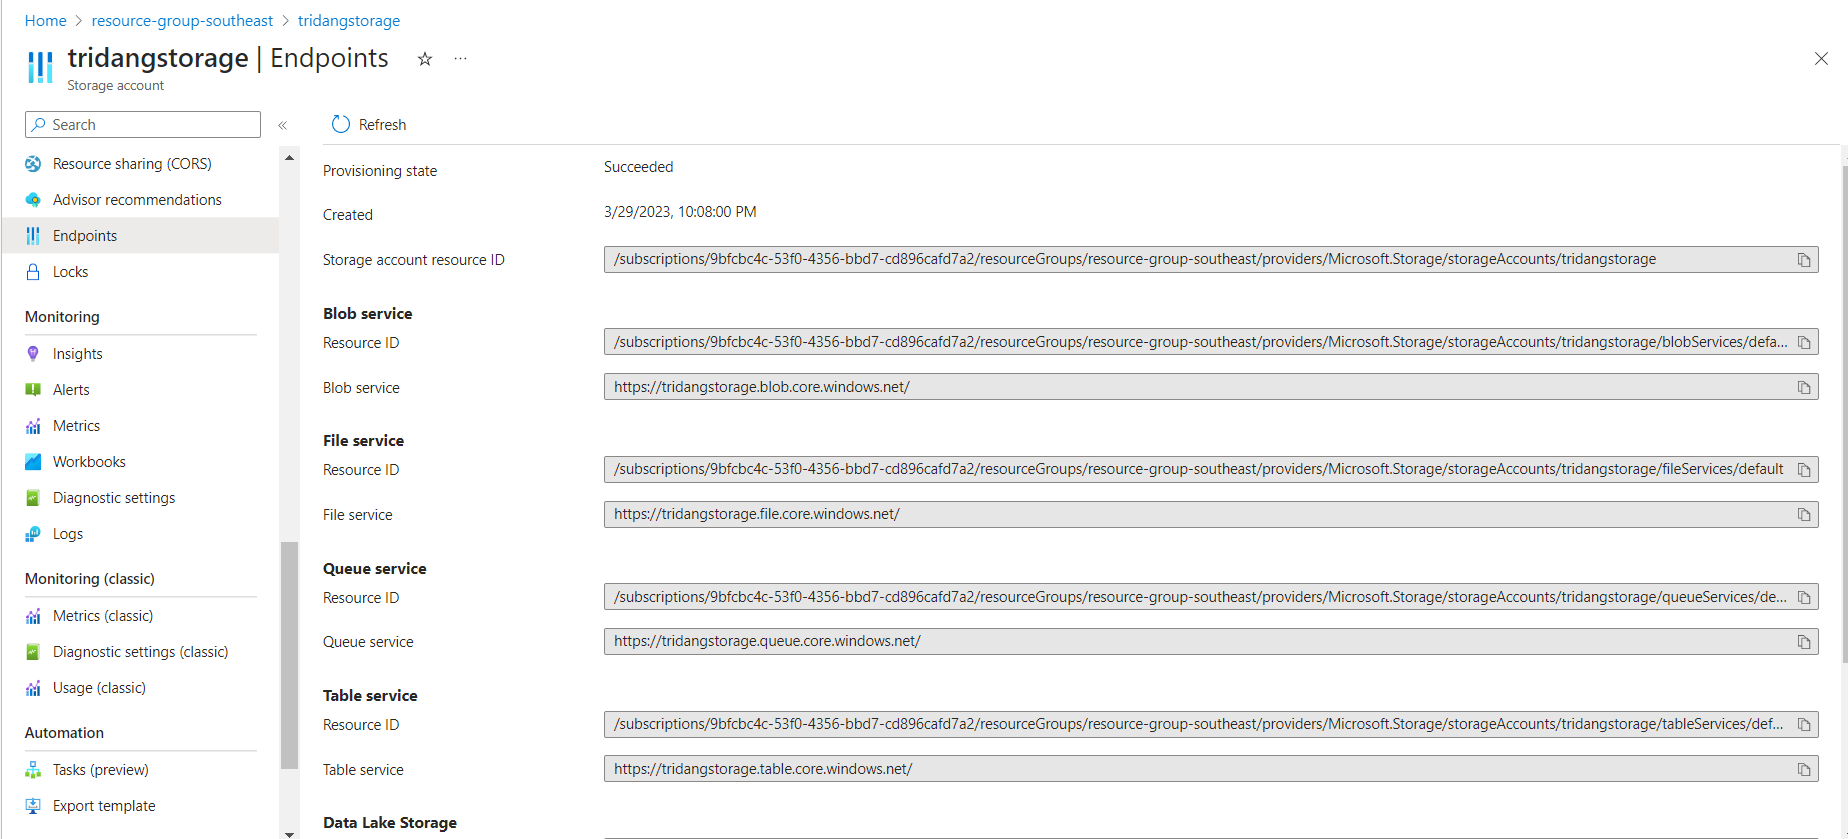 Home > resource-group-southeast > tridangstorage
tridangstorage | Endpoints
Storage account
Search
Resource sharing (CORS)
Advisor recommendations
Endpoints
Locks
Monitoring
Insights
Alerts
Metrics
Workbooks
Diagnostic settings
Logs
Monitoring (classic)
Metrics (classic)
Diagnostic settings (classic)
Usage (classic)
Automation
Tasks (preview)
Export template
Refresh
Provisioning state
Succeeded
Created
3/29/2023, 10:08:00 PM
Storage account resource ID
/subscriptions/9bfcbc4c-53f0-4356-bbd7-cd896cafd7a2/resourceGroups/resource-group-southeast/providers/Microsoft.Storage/storageAccounts/tridangstorage
Blob service
Resource ID
/subscriptions/9bfcbc4c-53f0-4356-bbd7-cd896cafd7a2/resourceGroups/resource-group-southeast/providers/Microsoft.Storage/storageAccounts/tridangstorage/blobServices/defa...
Blob service
https://tridangstorage.blob.core.windows.net/
File service
Resource ID
/subscriptions/9bfcbc4c-53f0-4356-bbd7-cd896cafd7a2/resourceGroups/resource-group-southeast/providers/Microsoft.Storage/storageAccounts/tridangstorage/fileServices/default
File service
https://tridangstorage.file.core.windows.net/
Queue service
Resource ID
/subscriptions/9bfcbc4c-53f0-4356-bbd7-cd896cafd7a2/resourceGroups/resource-group-southeast/providers/Microsoft.Storage/storageAccounts/tridangstorage/queueServices/de...
Queue service
https://tridangstorage.queue.core.windows.net/
Table service
Resource ID
/subscriptions/9bfcbc4c-53f0-4356-bbd7-cd896cafd7a2/resourceGroups/resource-group-southeast/providers/Microsoft.Storage/storageAccounts/tridangstorage/tableServices/def...
Table service
https://tridangstorage.table.core.windows.net/
Data Lake Storage